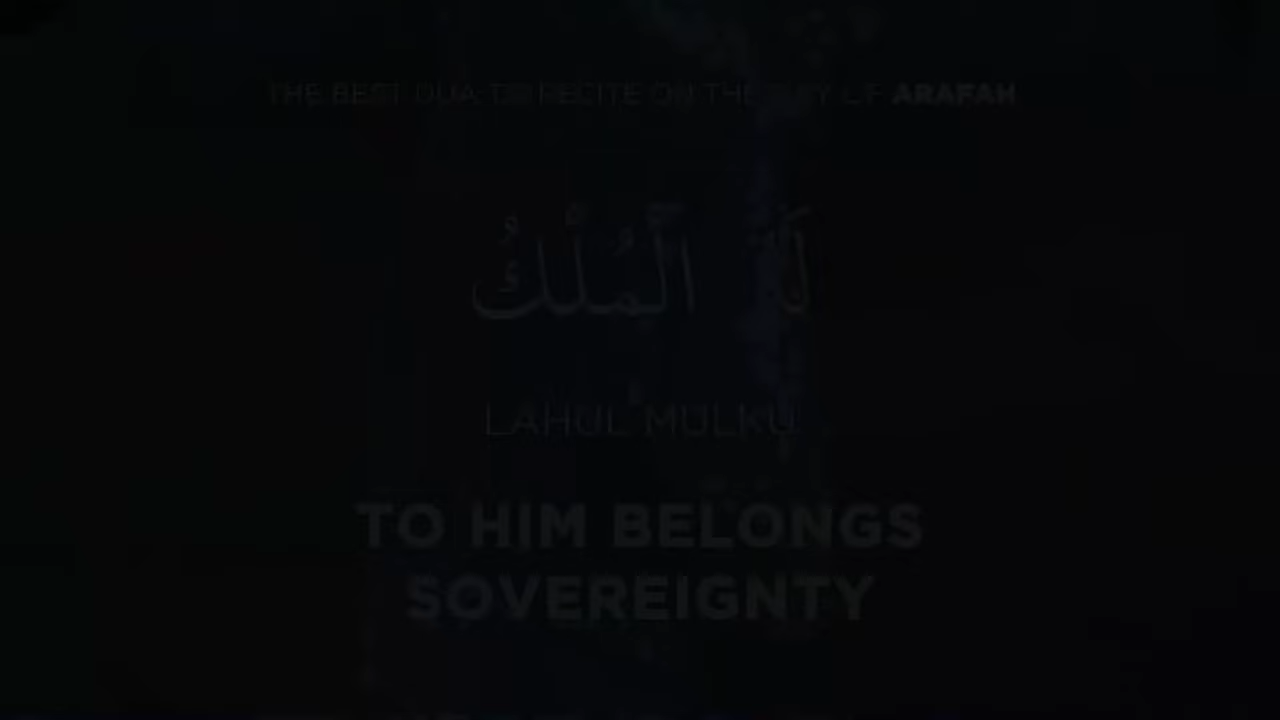 THE BEST DUA TO RECITE ON THE DAY OF ARAFAH
لَهُ الْمُلْكُ
LAHUL MULKU
TO HIM BELONGS
SOVEREIGNTY